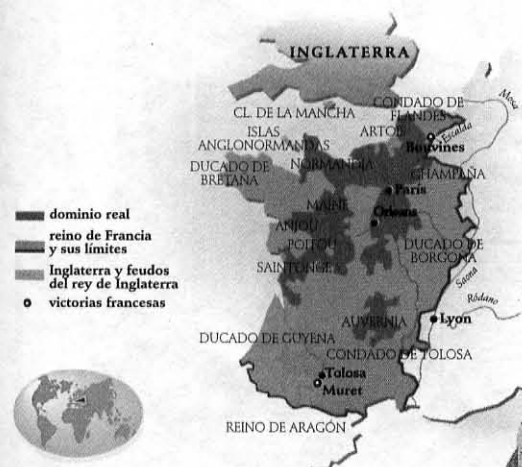 INGLATERRA
Mosa
CL. DE LA MANCHA
CONDADO DE
FLANDES
ISLAS
ANGLONORMANDAS
ARTOIS
Escalda
Bouvines
DUCADO DE
BRETAÑA
NORMANDIA
CHAMPAÑA
París
MAINE
Orleans
ANJOU
POITOU
DUCADO DE
BORGOÑA
SAINTONGE
Saona
Ródano
AUVERNIA
Lyon
DUCADO DE GUYENA
CONDADO DE TOLOSA
Tolosa
Muret
REINO DE ARAGÓN
dominio real
reino de Francia
y sus límites
Inglaterra y feudos
del rey de Inglaterra
victorias francesas